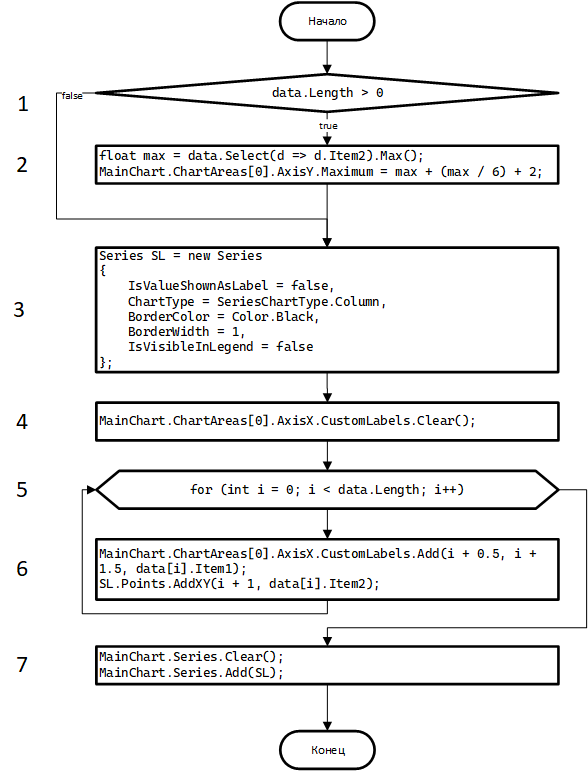 Начало
1
data.Length > 0
false
true
2
float max = data.Select(d => d.Item2).Max();
MainChart.ChartAreas[0].AxisY.Maximum = max + (max / 6) + 2;
3
Series SL = new Series
{
IsValueShownAsLabel = false,
ChartType = SeriesChartType.Column,
BorderColor = Color.Black,
BorderWidth = 1,
IsVisibleInLegend = false
};
4
MainChart.ChartAreas[0].AxisX.CustomLabels.Clear();
5
for (int i = 0; i < data.Length; i++)
6
MainChart.ChartAreas[0].AxisX.CustomLabels.Add(i + 0.5, i +
1.5, data[i].Item1);
SL.Points.AddXY(i + 1, data[i].Item2);
7
MainChart.Series.Clear();
MainChart.Series.Add(SL);
Конец